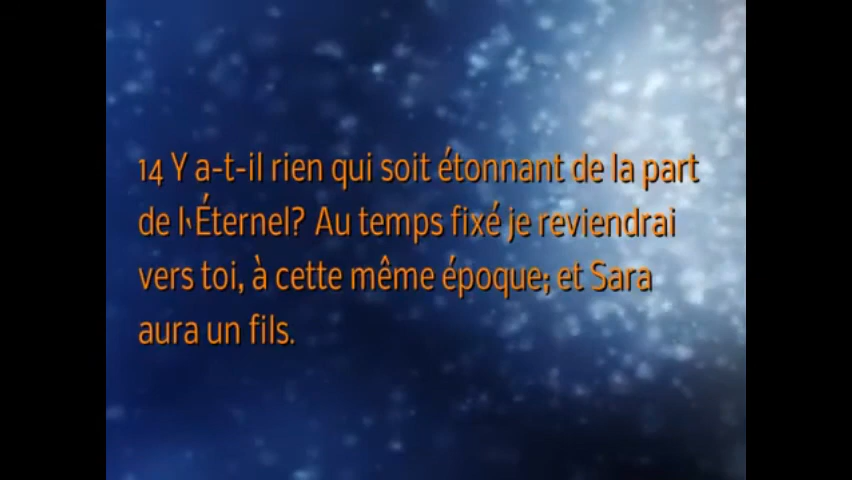 14 Y a-t-il rien qui soit étonnant de la part
de l'Éternel? Au temps fixé je reviendrai
vers toi, à cette même époque; et Sara
aura un fils.